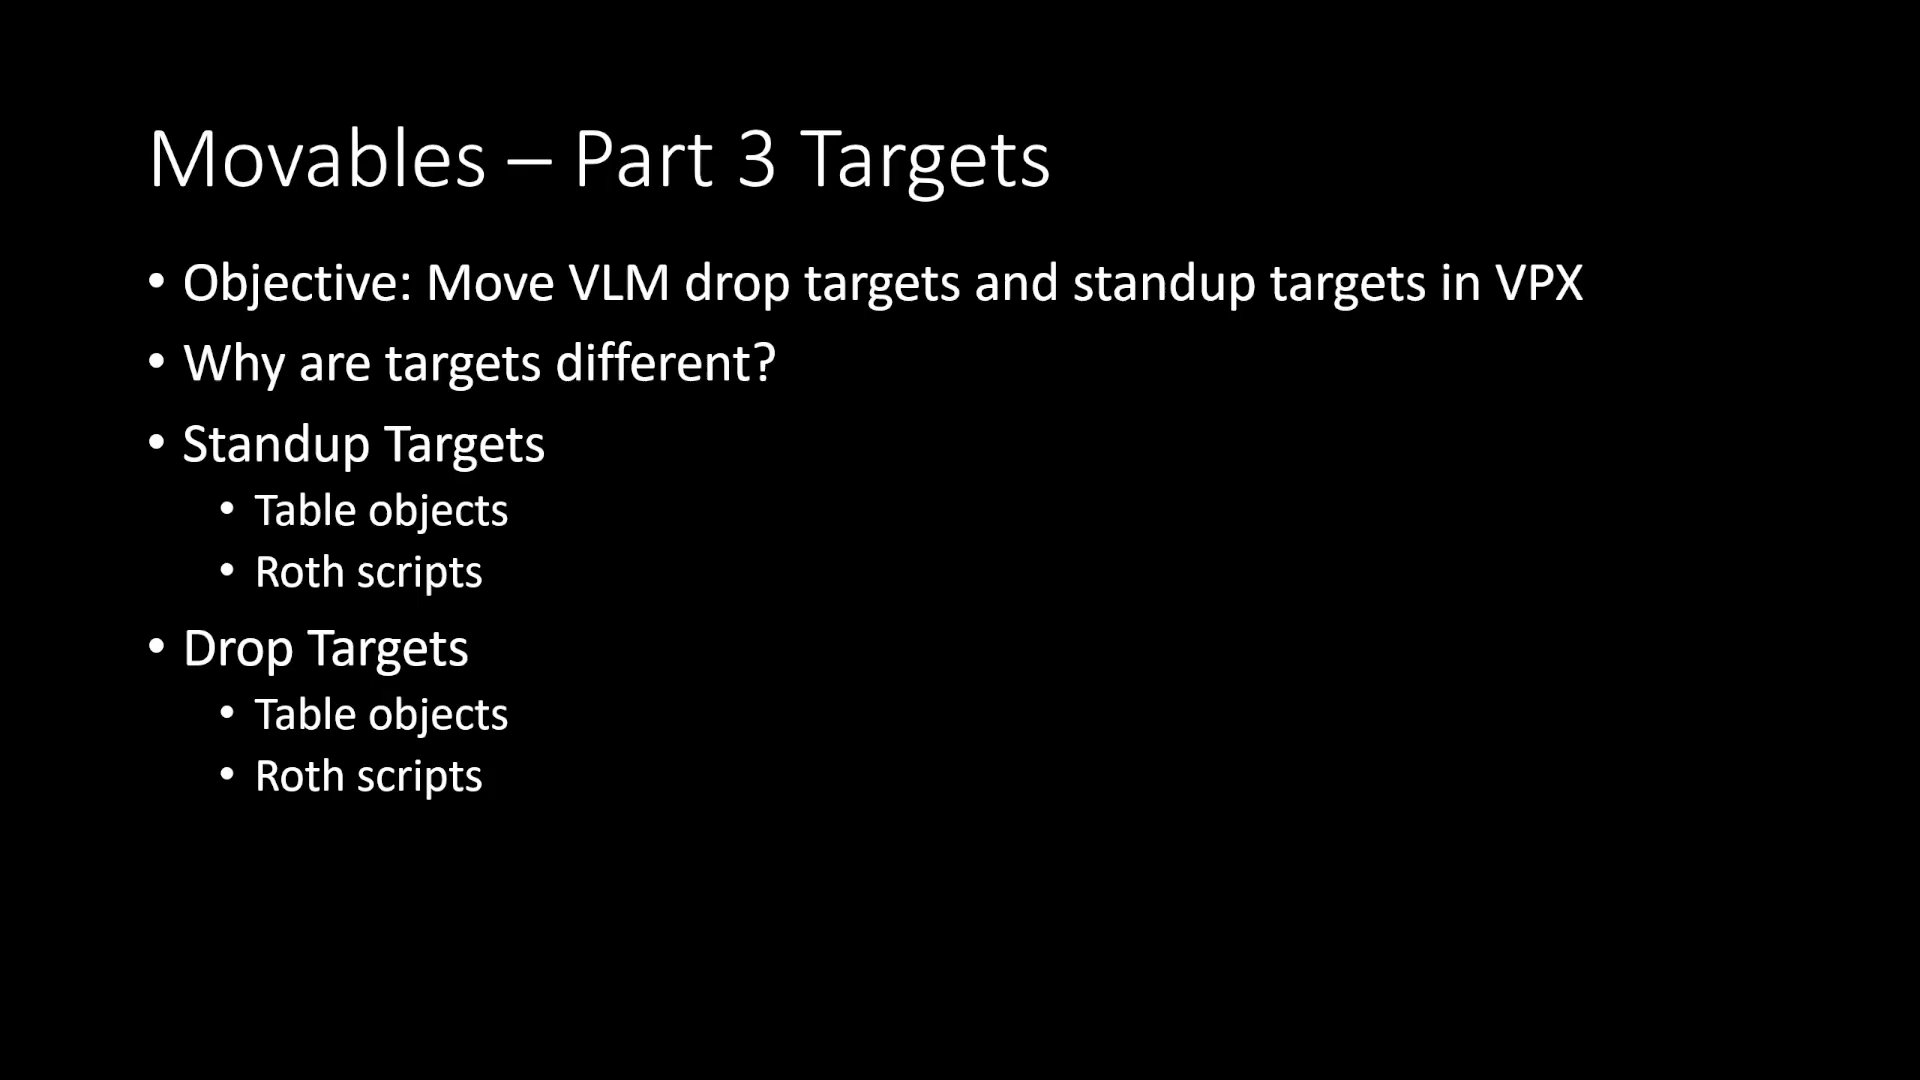 Movables – Part 3 Targets
• Objective: Move VLM drop targets and standup targets in VPX
• Why are targets different?
• Standup Targets
• Table objects
• Roth scripts
• Drop Targets
• Table objects
• Roth scripts